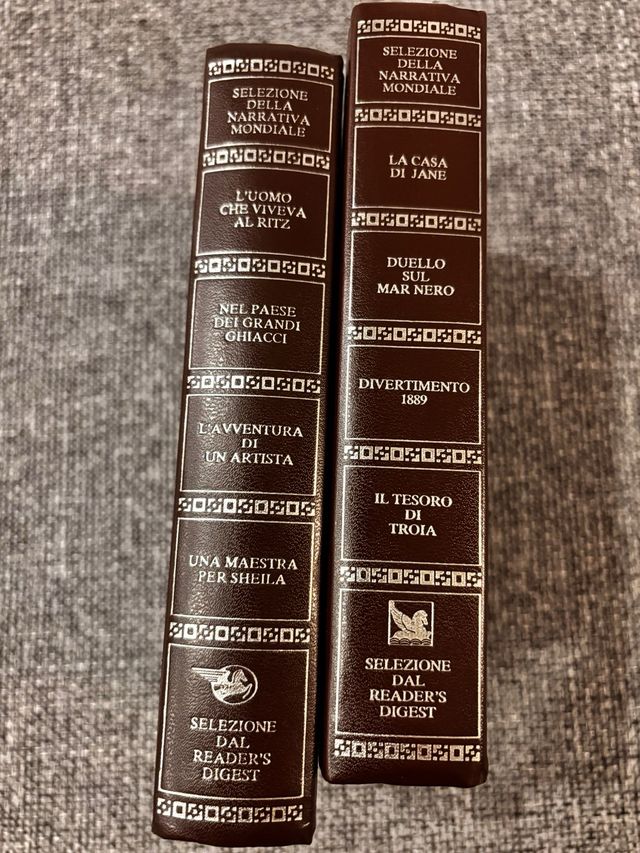 SELEZIONE
DELLA
NARRATIVA
MONDIALE
L'UOMO
CHE VIVEVA
AL RITZ
NEL PAESE
DEI GRANDI
GHIACCI
L'AVVENTURA
DI
UN ARTISTA
UNA MAESTRA
PER SHEILA
SELEZIONE
DAL
READER'S
DIGEST
SELEZIONE
DELLA
NARRATIVA
MONDIALE
LA CASA
DI JANE
DUELLO
SUL
MAR NERO
DIVERTIMENTO
1889
IL TESORO
DI
TROIA
SELEZIONE
DAL
READER'S
DIGEST